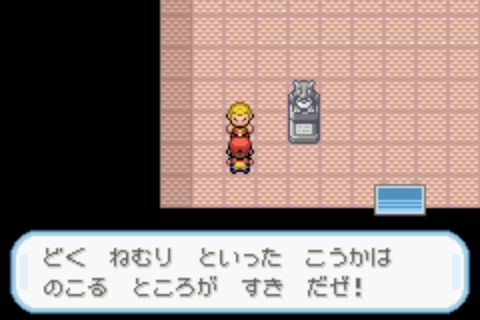 どく　ねむり　といった　こうかは
のこる　ところが　すき　だぜ！